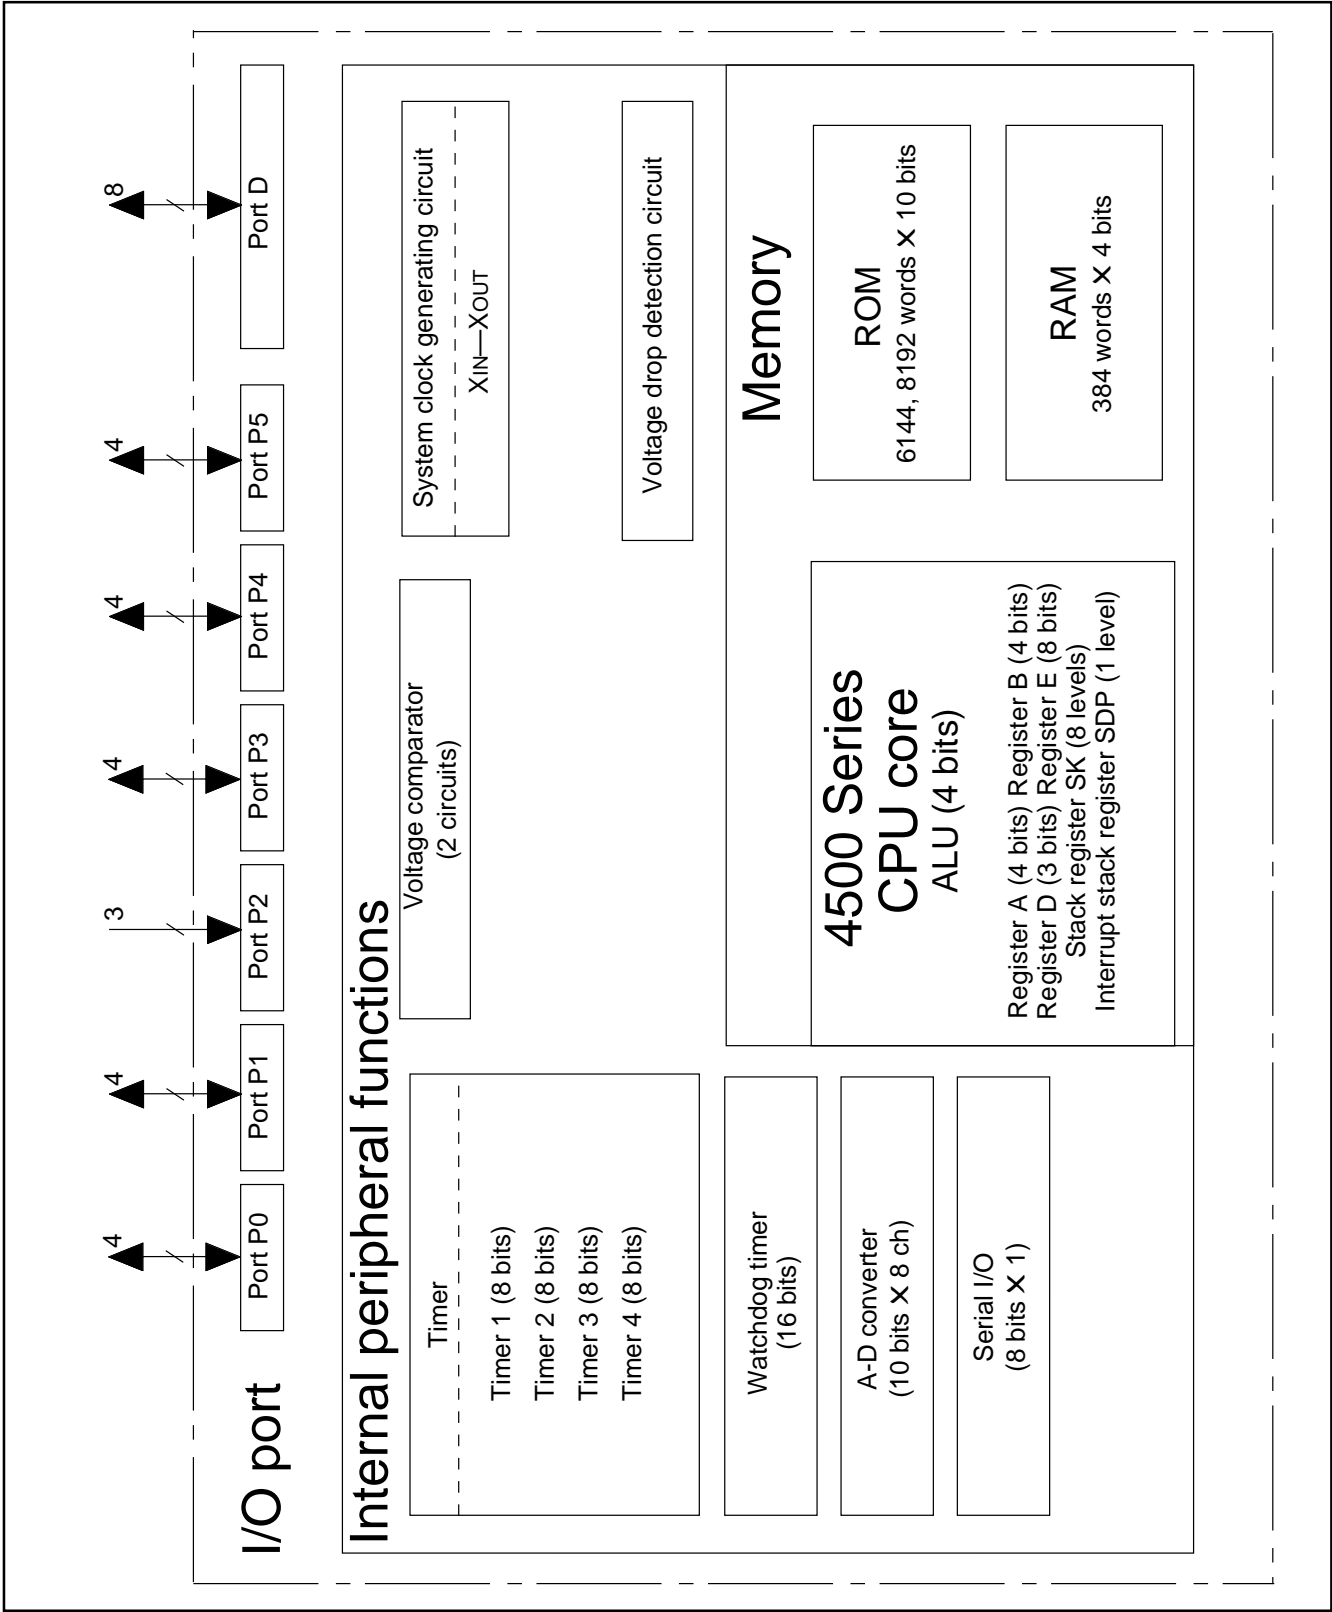 I/O port
4
4
3
4
4
4
8
Port P0
Port P1
Port P2
Port P3
Port P4
Port P5
Port D
Internal peripheral functions
Timer
Timer 1 (8 bits)
Timer 2 (8 bits)
Timer 3 (8 bits)
Timer 4 (8 bits)
Watchdog timer
(16 bits)
A-D converter
(10 bits X 8 ch)
Serial I/O
(8 bits X 1)
Voltage comparator
(2 circuits)
System clock generating circuit
XIN—XOUT
Voltage drop detection circuit
4500 Series
CPU core
ALU (4 bits)
Register A (4 bits) Register B (4 bits)
Register D (3 bits) Register E (8 bits)
Stack register SK (8 levels)
Interrupt stack register SDP (1 level)
Memory
ROM
6144, 8192 words X 10 bits
RAM
384 words X 4 bits